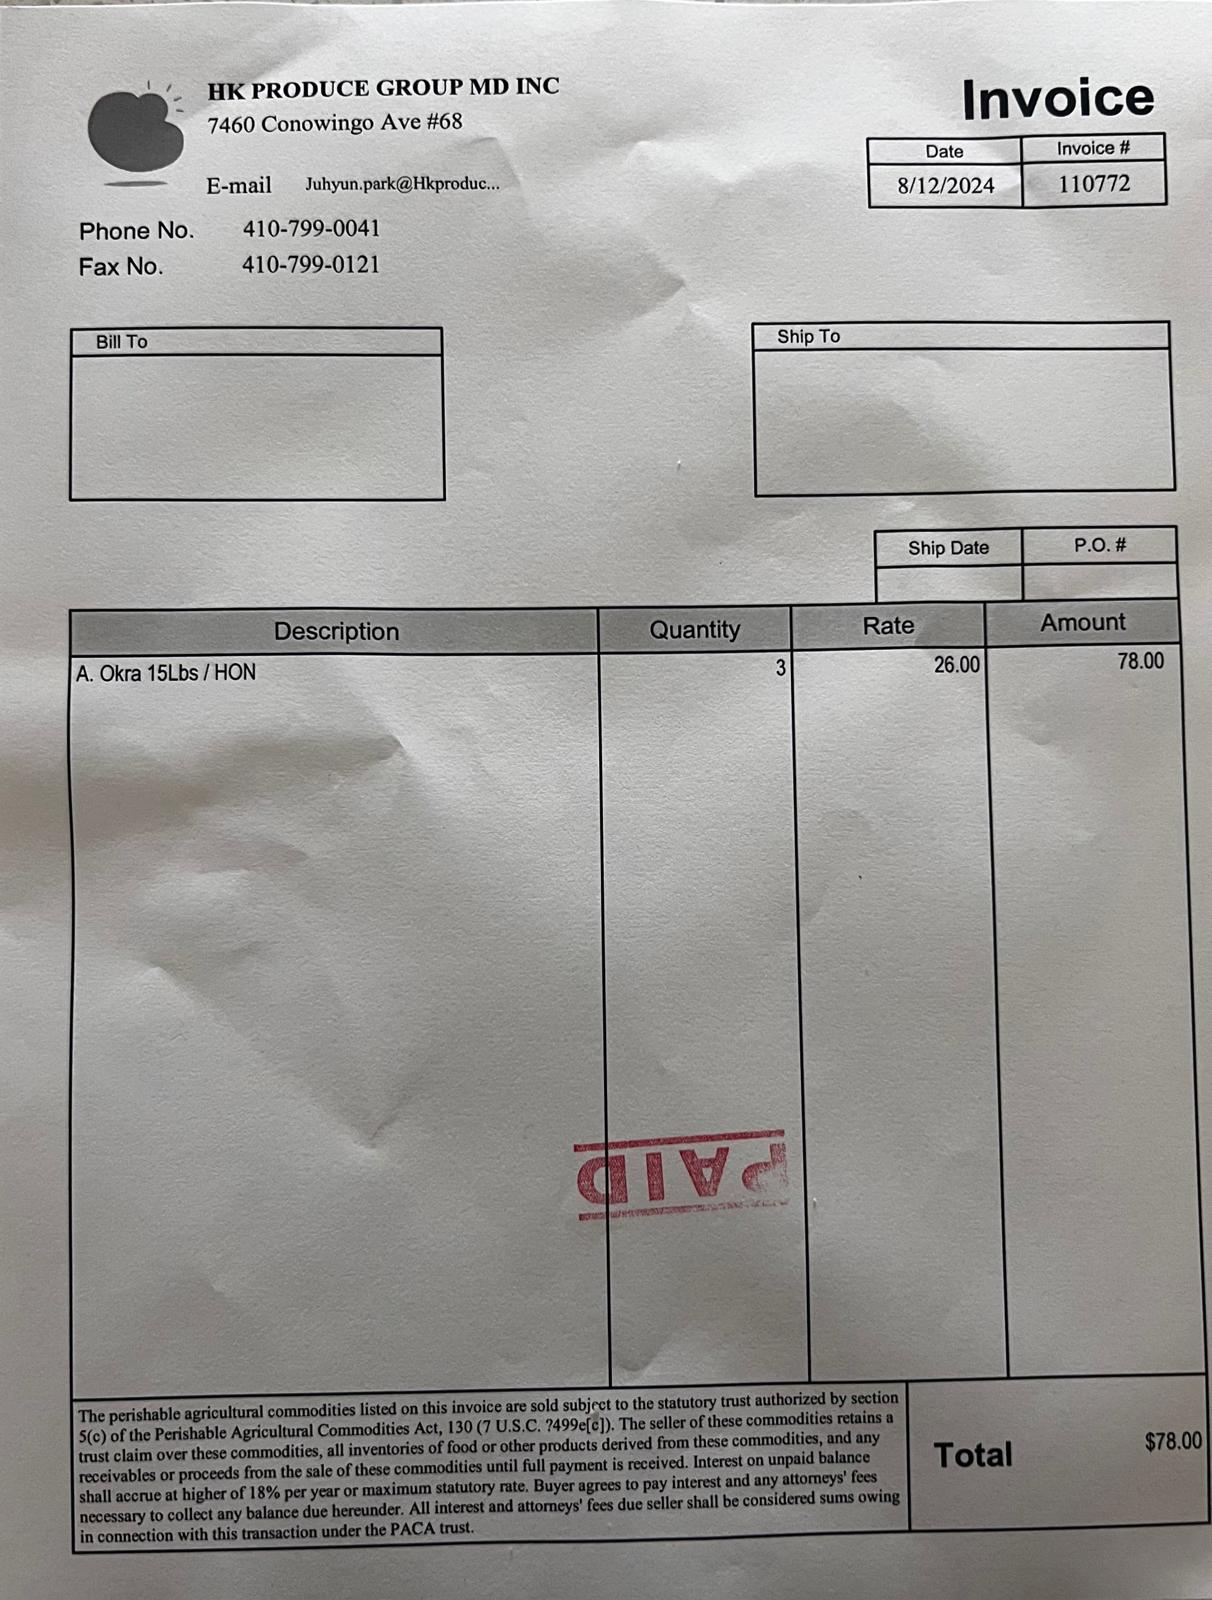 HK PRODUCE GROUP MD INC
7460 Conowingo Ave #68
E-mail Juhyun.park@Hkproduc...
Phone No. 410-799-0041
Fax No. 410-799-0121
Invoice
Date Invoice #
8/12/2024 110772
Bill To
Ship To
Ship Date P.O. #
Description Quantity Rate Amount
A. Okra 15Lbs / HON 3 26.00 78.00
PAID
The perishable agricultural commodities listed on this invoice are sold subject to the statutory trust authorized by section
5(c) of the Perishable Agricultural Commodities Act, 130 (7 U.S.C. ?499e[c]). The seller of these commodities retains a
trust claim over these commodities, all inventories of food or other products derived from these commodities, and any
receivables or proceeds from the sale of these commodities until full payment is received. Interest on unpaid balance
shall accrue at higher of 18% per year or maximum statutory rate. Buyer agrees to pay interest and any attorneys' fees
necessary to collect any balance due hereunder. All interest and attorneys' fees due seller shall be considered sums owing
in connection with this transaction under the PACA trust.
Total $78.00